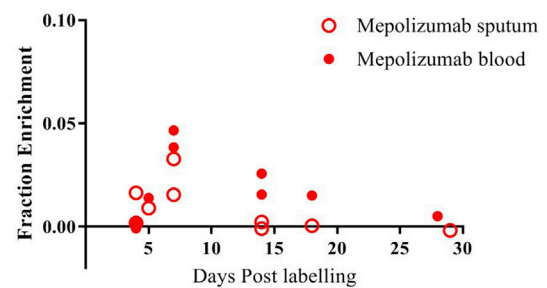 0.10
Mepolizumab sputum
Mepolizumab blood
Fraction Enrichment
0.05
0.00
5 10 15 20 25 30
Days Post labelling